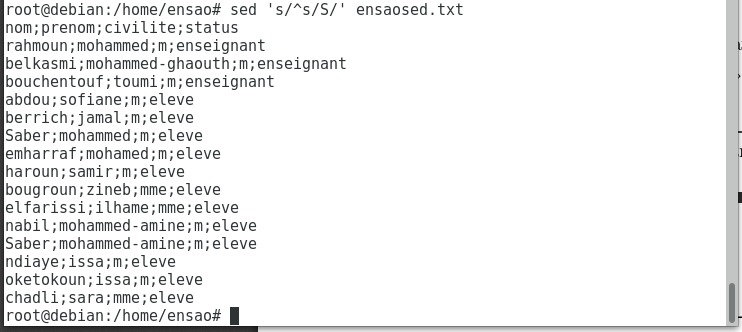 root@debian:/home/ensao# sed 's/^s/S/' ensaosed.txt
nom;prenom;civilite;status
rahmoun;mohammed;m;enseignant
belkasmi;mohammed-ghaouth;m;enseignant
bouchentouf;toumi;m;enseignant
abdou;sofiane;m;eleve
berrich;jamal;m;eleve
Saber;mohammed;m;eleve
emharraf;mohamed;m;eleve
haroun;samir;m;eleve
bougroun;zineb;mme;eleve
elfarissi;ilhame;mme;eleve
nabil;mohammed-amine;m;eleve
Saber;mohammed-amine;m;eleve
ndiaye;issa;m;eleve
oketokoun;issa;m;eleve
chadli;sara;mme;eleve
root@debian:/home/ensao#